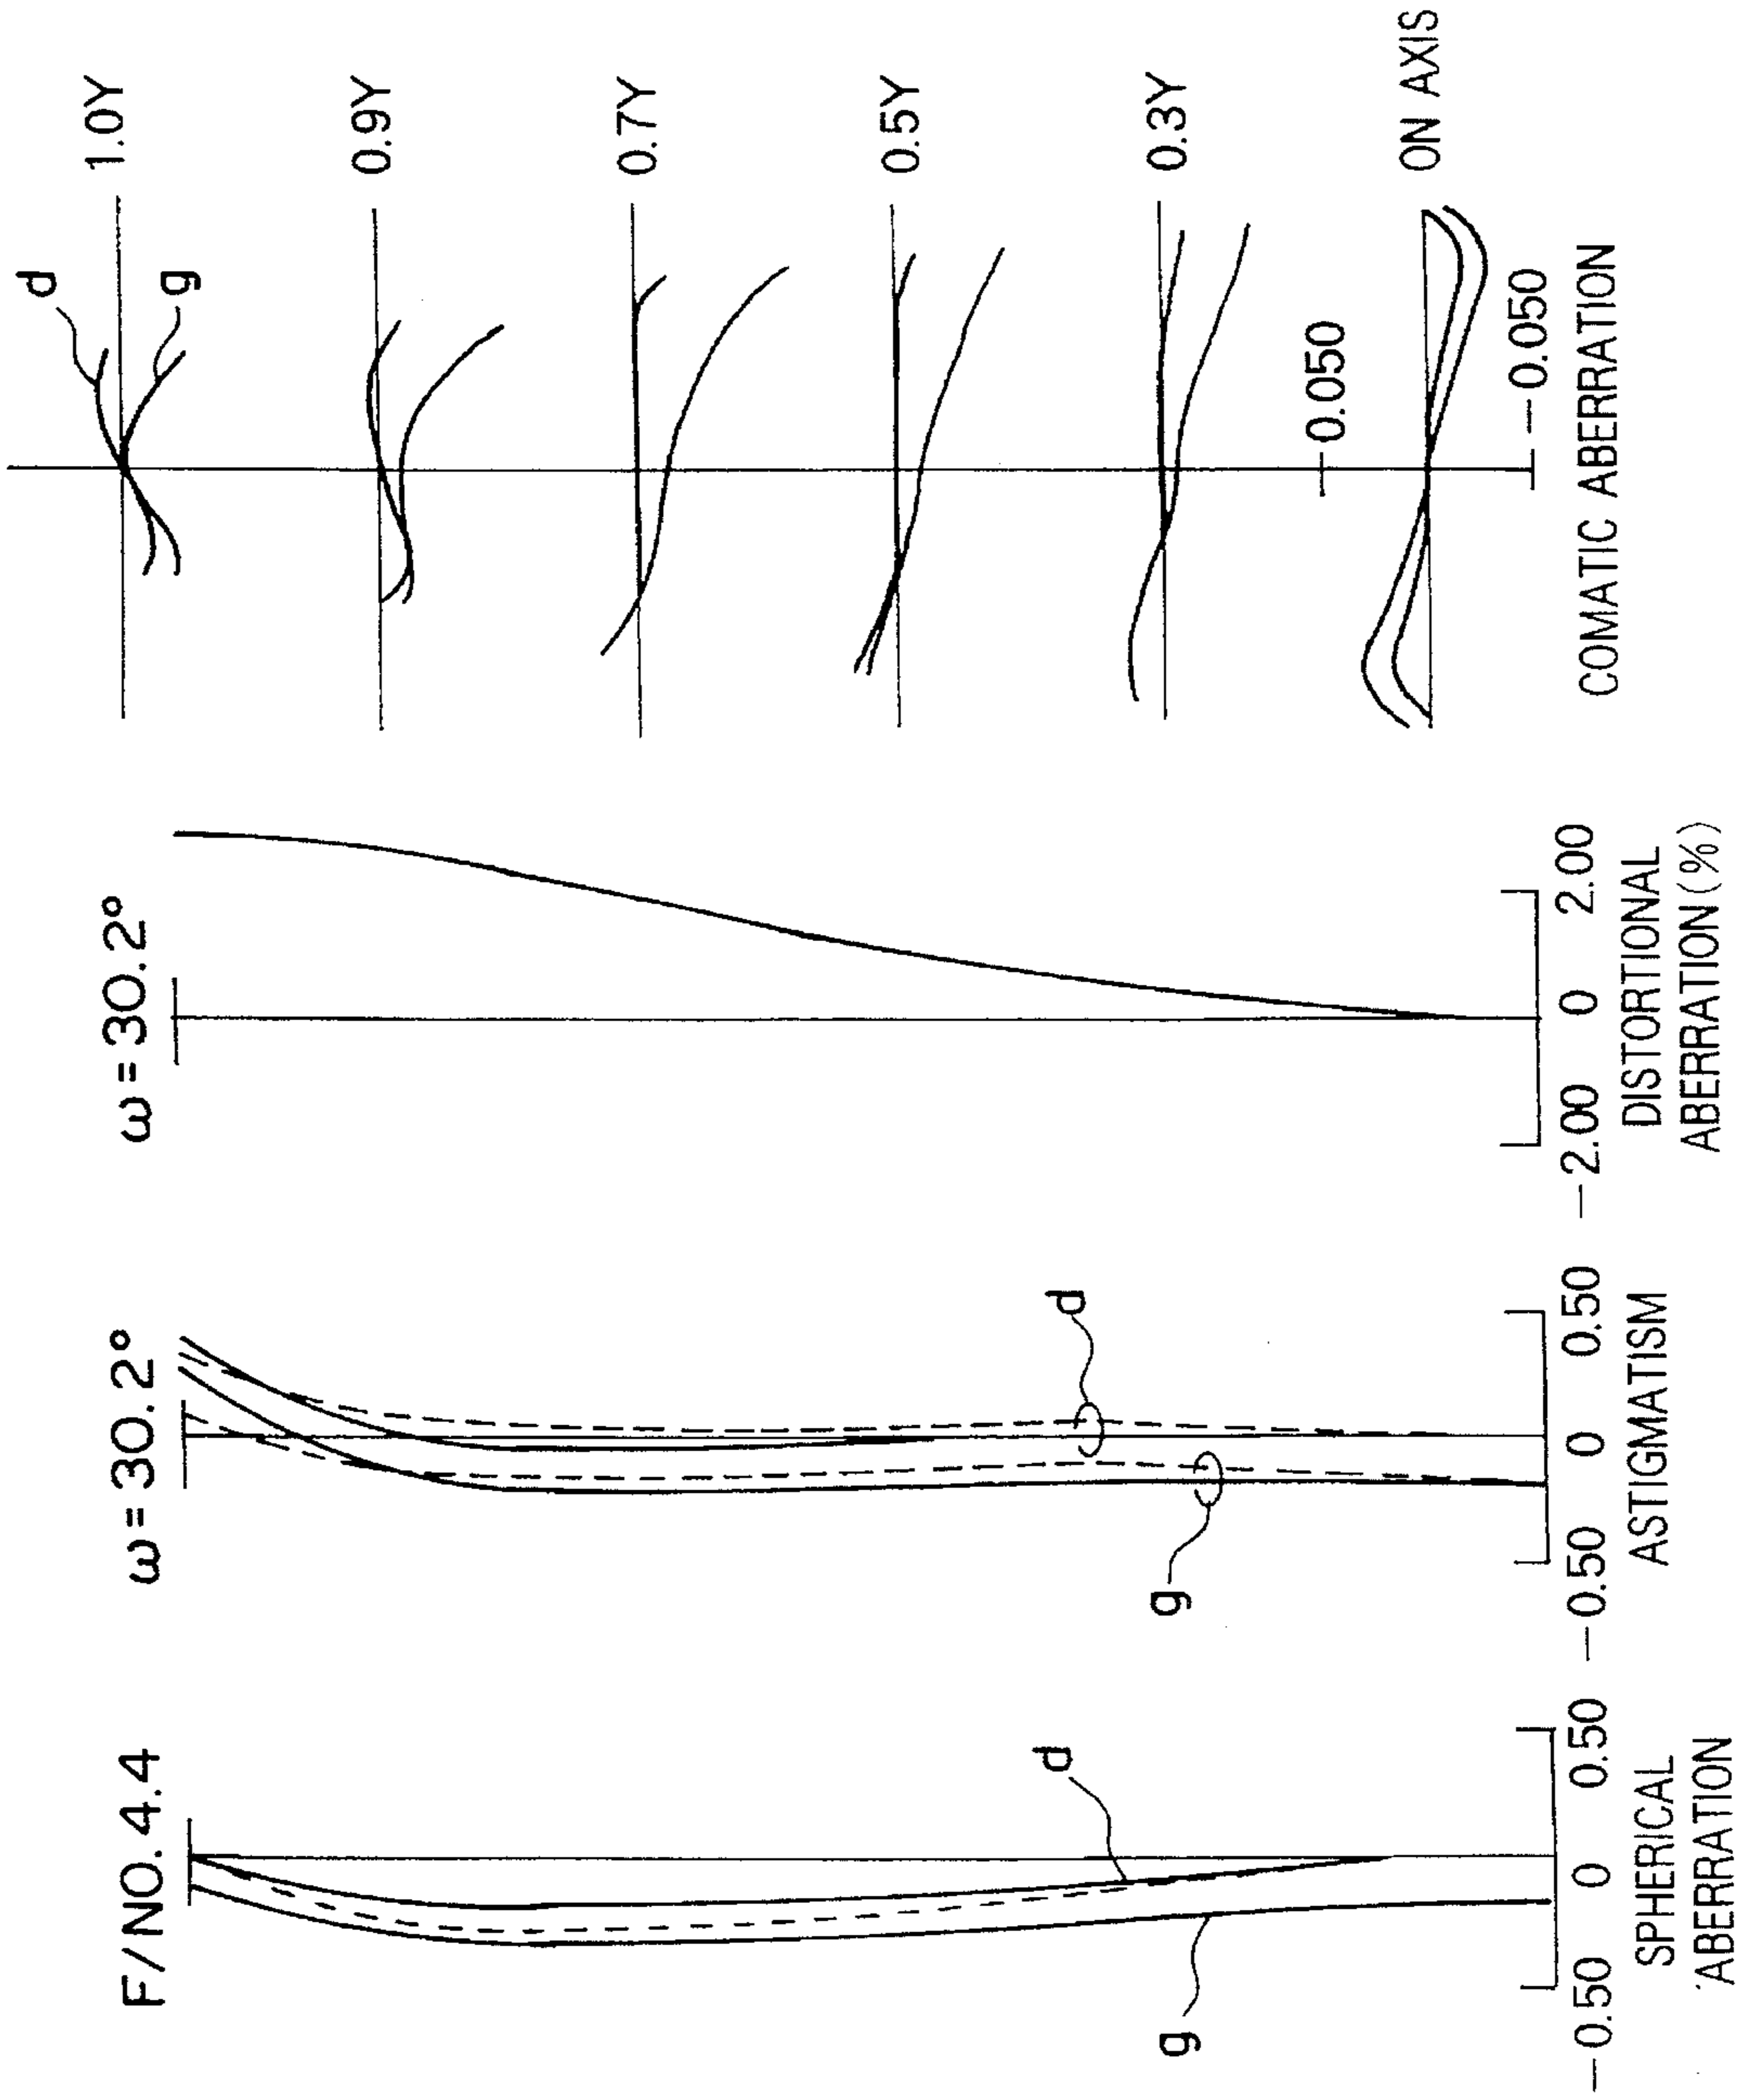 F/NO. 4.4
d
g
-0.50 0 0.50
SPHERICAL
ABERRATION
ω=30.2°
d
g
-0.50 0 0.50
ASTIGMATISM
ω=30.2°
-2.00 0 2.00
DISTORTIONAL
ABERRATION(%)
d
g
1.0Y
0.9Y
0.7Y
0.5Y
0.3Y
0.050
ON AXIS
-0.050
COMATIC ABERRATION